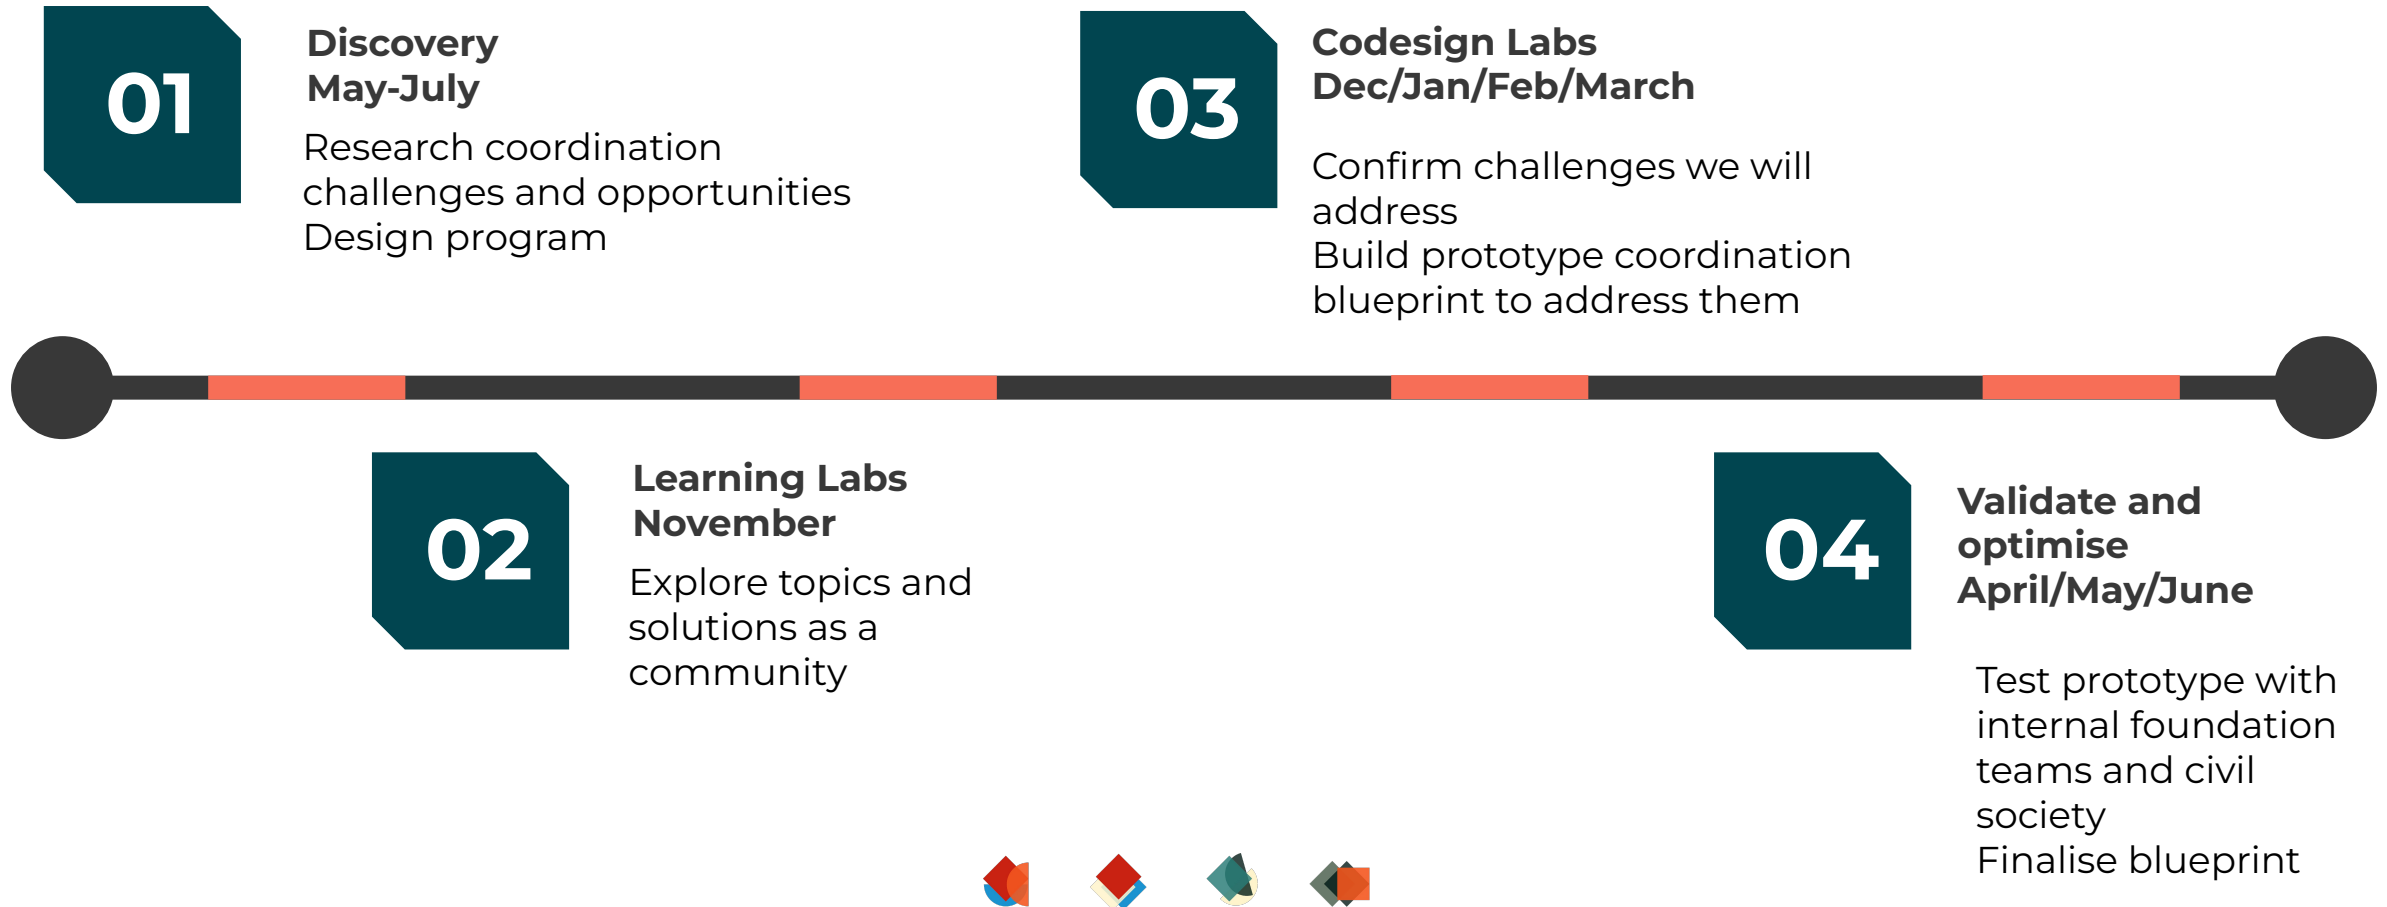 01
Discovery
May-July
Research coordination
challenges and opportunities
Design program
02
Learning Labs
November
Explore topics and
solutions as a
community
03
Codesign Labs
Dec/Jan/Feb/March
Confirm challenges we will
address
Build prototype coordination
blueprint to address them
04
Validate and
optimise
April/May/June
Test prototype with
internal foundation
teams and civil
society
Finalise blueprint